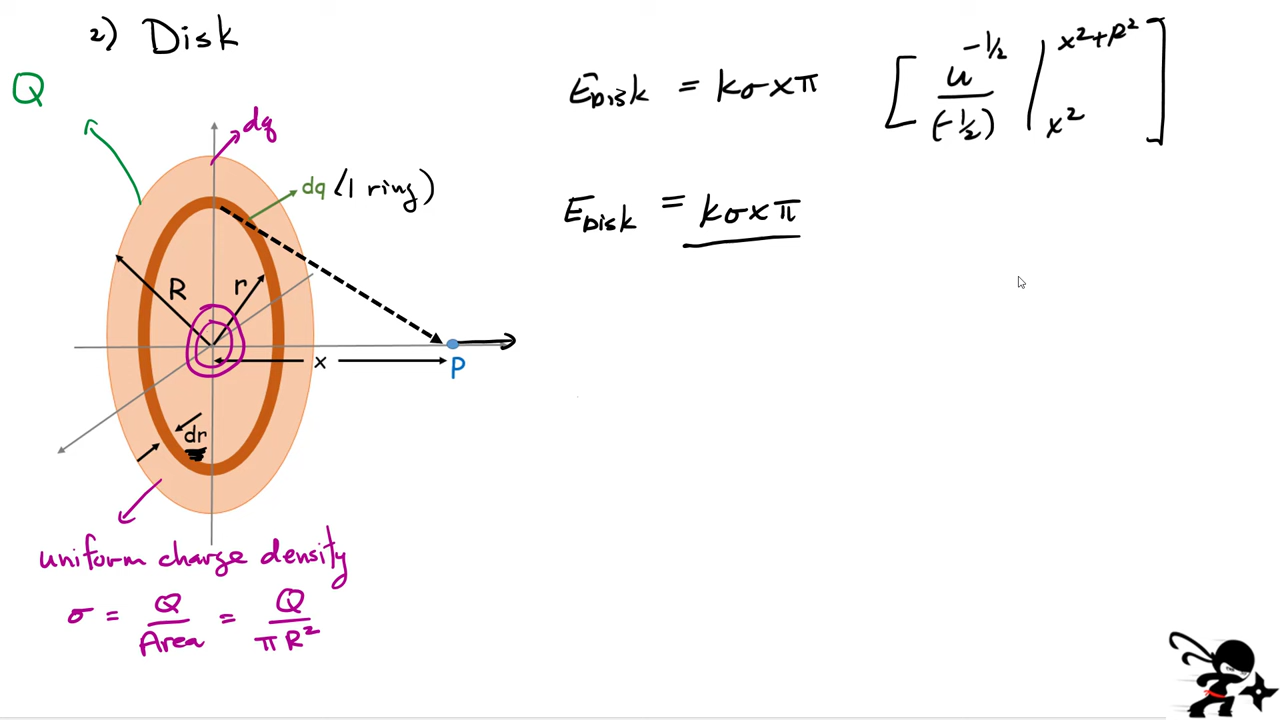 2) Disk
Q
dq
dq (1 ring)
R
r
x
P
dr
uniform charge density
σ = Q/Area = Q/πR²
E_Disk = kσxπ [ u^(-1/2)/(-1/2) |_(x²)^(x²+R²) ]
E_Disk = kσxπ